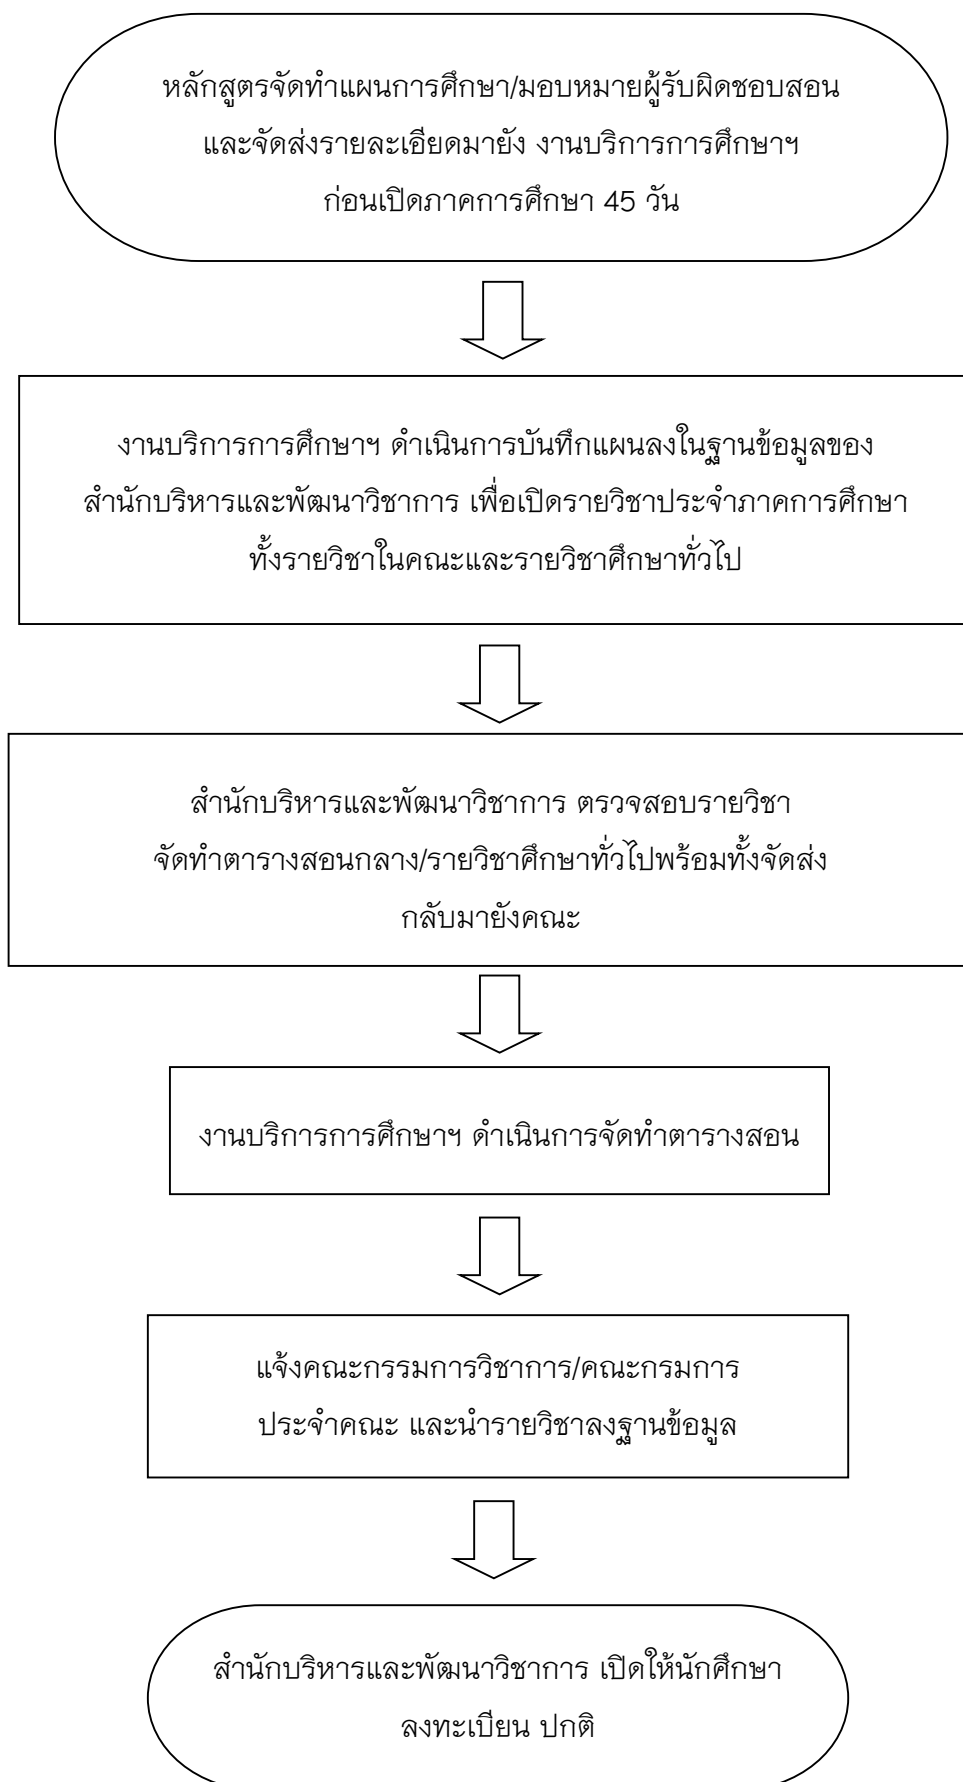 หลักสูตรจัดทำแผนการศึกษา/มอบหมายผู้รับผิดชอบสอน
และจัดส่งรายละเอียดมายัง งานบริการการศึกษาฯ
ก่อนเปิดภาคการศึกษา 45 วัน
งานบริการการศึกษาฯ ดำเนินการบันทึกแผนลงในฐานข้อมูลของ
สำนักบริหารและพัฒนาวิชาการ เพื่อเปิดรายวิชาประจำภาคการศึกษา
ทั้งรายวิชาในคณะและรายวิชาศึกษาทั่วไป
สำนักบริหารและพัฒนาวิชาการ ตรวจสอบรายวิชา
จัดทำตารางสอนกลาง/รายวิชาศึกษาทั่วไปพร้อมทั้งจัดส่ง
กลับมายังคณะ
งานบริการการศึกษาฯ ดำเนินการจัดทำตารางสอน
แจ้งคณะกรรมการวิชาการ/คณะกรมการ
ประจำคณะ และนำรายวิชาลงฐานข้อมูล
สำนักบริหารและพัฒนาวิชาการ เปิดให้นักศึกษา
ลงทะเบียน ปกติ